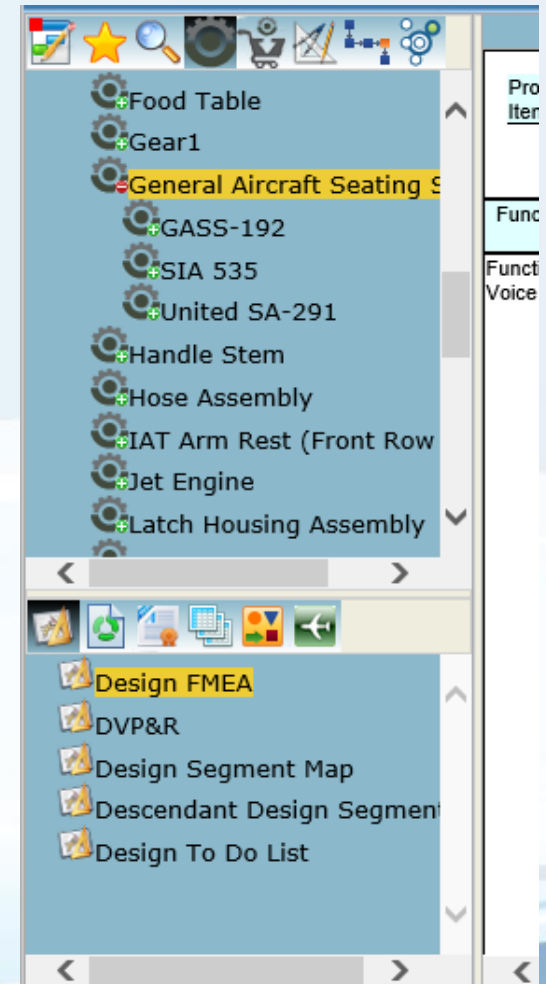 Food Table
Gear1
General Aircraft Seating S
GASS-192
SIA 535
United SA-291
Handle Stem
Hose Assembly
IAT Arm Rest (Front Row
Jet Engine
Latch Housing Assembly
Design FMEA
DVP&R
Design Segment Map
Descendant Design Segment
Design To Do List
Pro
Iten
Func
Functi
Voice